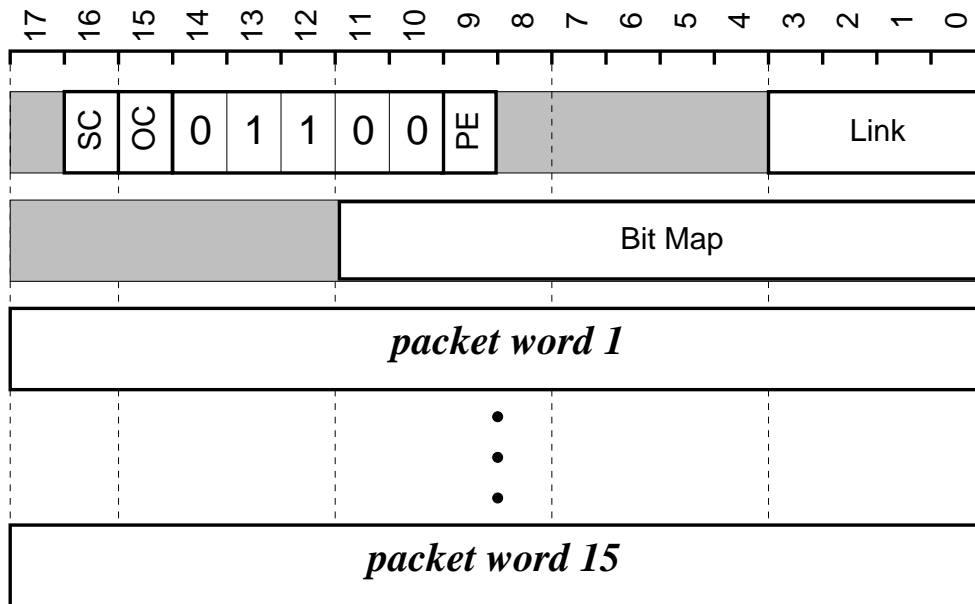 17 16 15 14 13 12 11 10 9 8 7 6 5 4 3 2 1 0
SC OC 0 1 1 0 0 PE Link
Bit Map
packet word 1
packet word 15